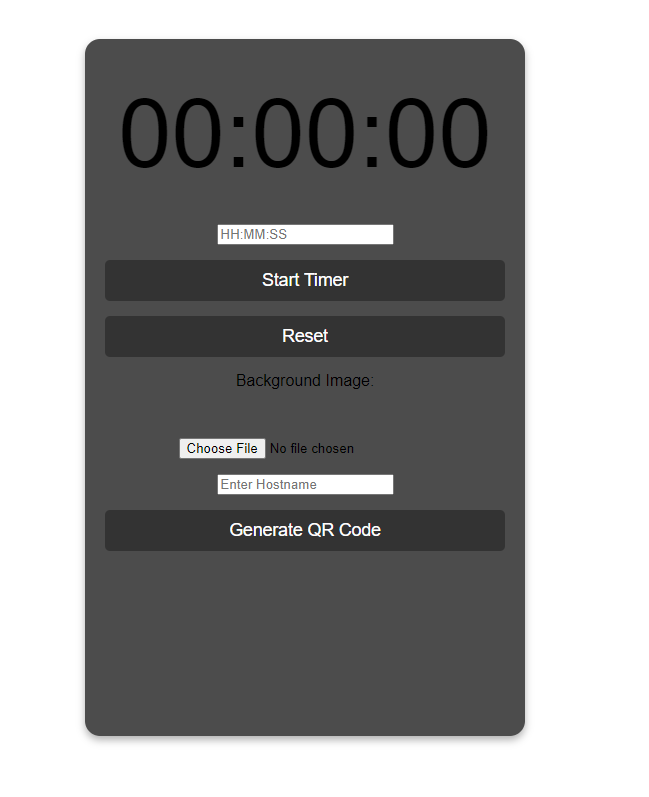 00:00:00
HH:MM:SS
Start Timer
Reset
Background Image:
Choose File No file chosen
Enter Hostname
Generate QR Code